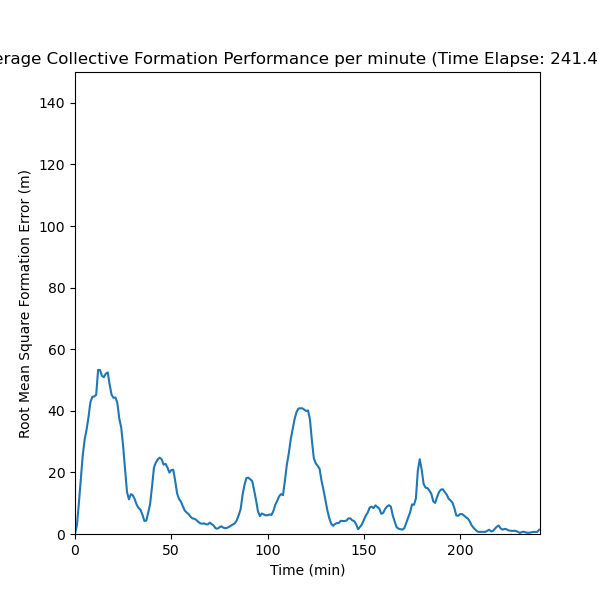 erage Collective Formation Performance per minute (Time Elapse: 241.4
140
120
100
80
60
40
20
0
Root Mean Square Formation Error (m)
0 50 100 150 200
Time (min)